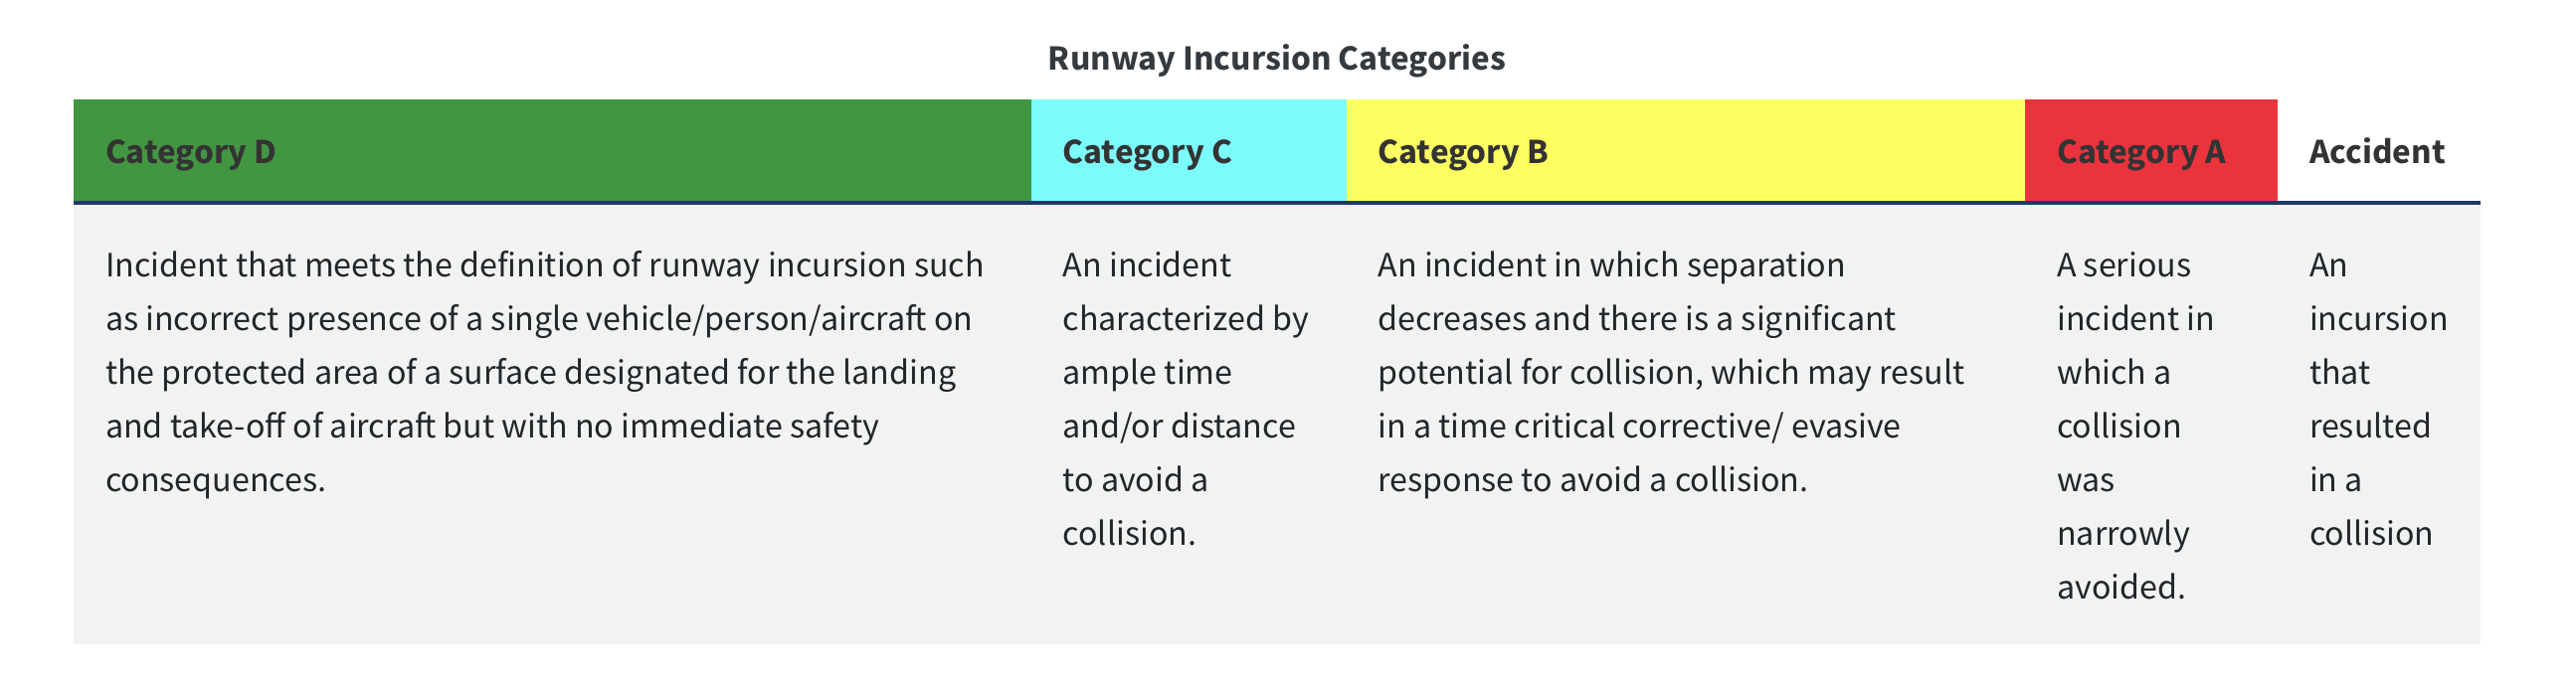 Runway Incursion Categories
Category D
Category C
Category B
Category A
Accident
Incident that meets the definition of runway incursion such
as incorrect presence of a single vehicle/person/aircraft on
the protected area of a surface designated for the landing
and take-off of aircraft but with no immediate safety
consequences.
An incident
characterized by
ample time
and/or distance
to avoid a
collision.
An incident in which separation
decreases and there is a significant
potential for collision, which may result
in a time critical corrective/ evasive
response to avoid a collision.
A serious
incident in
which a
collision
was
narrowly
avoided.
An
incursion
that
resulted
in a
collision